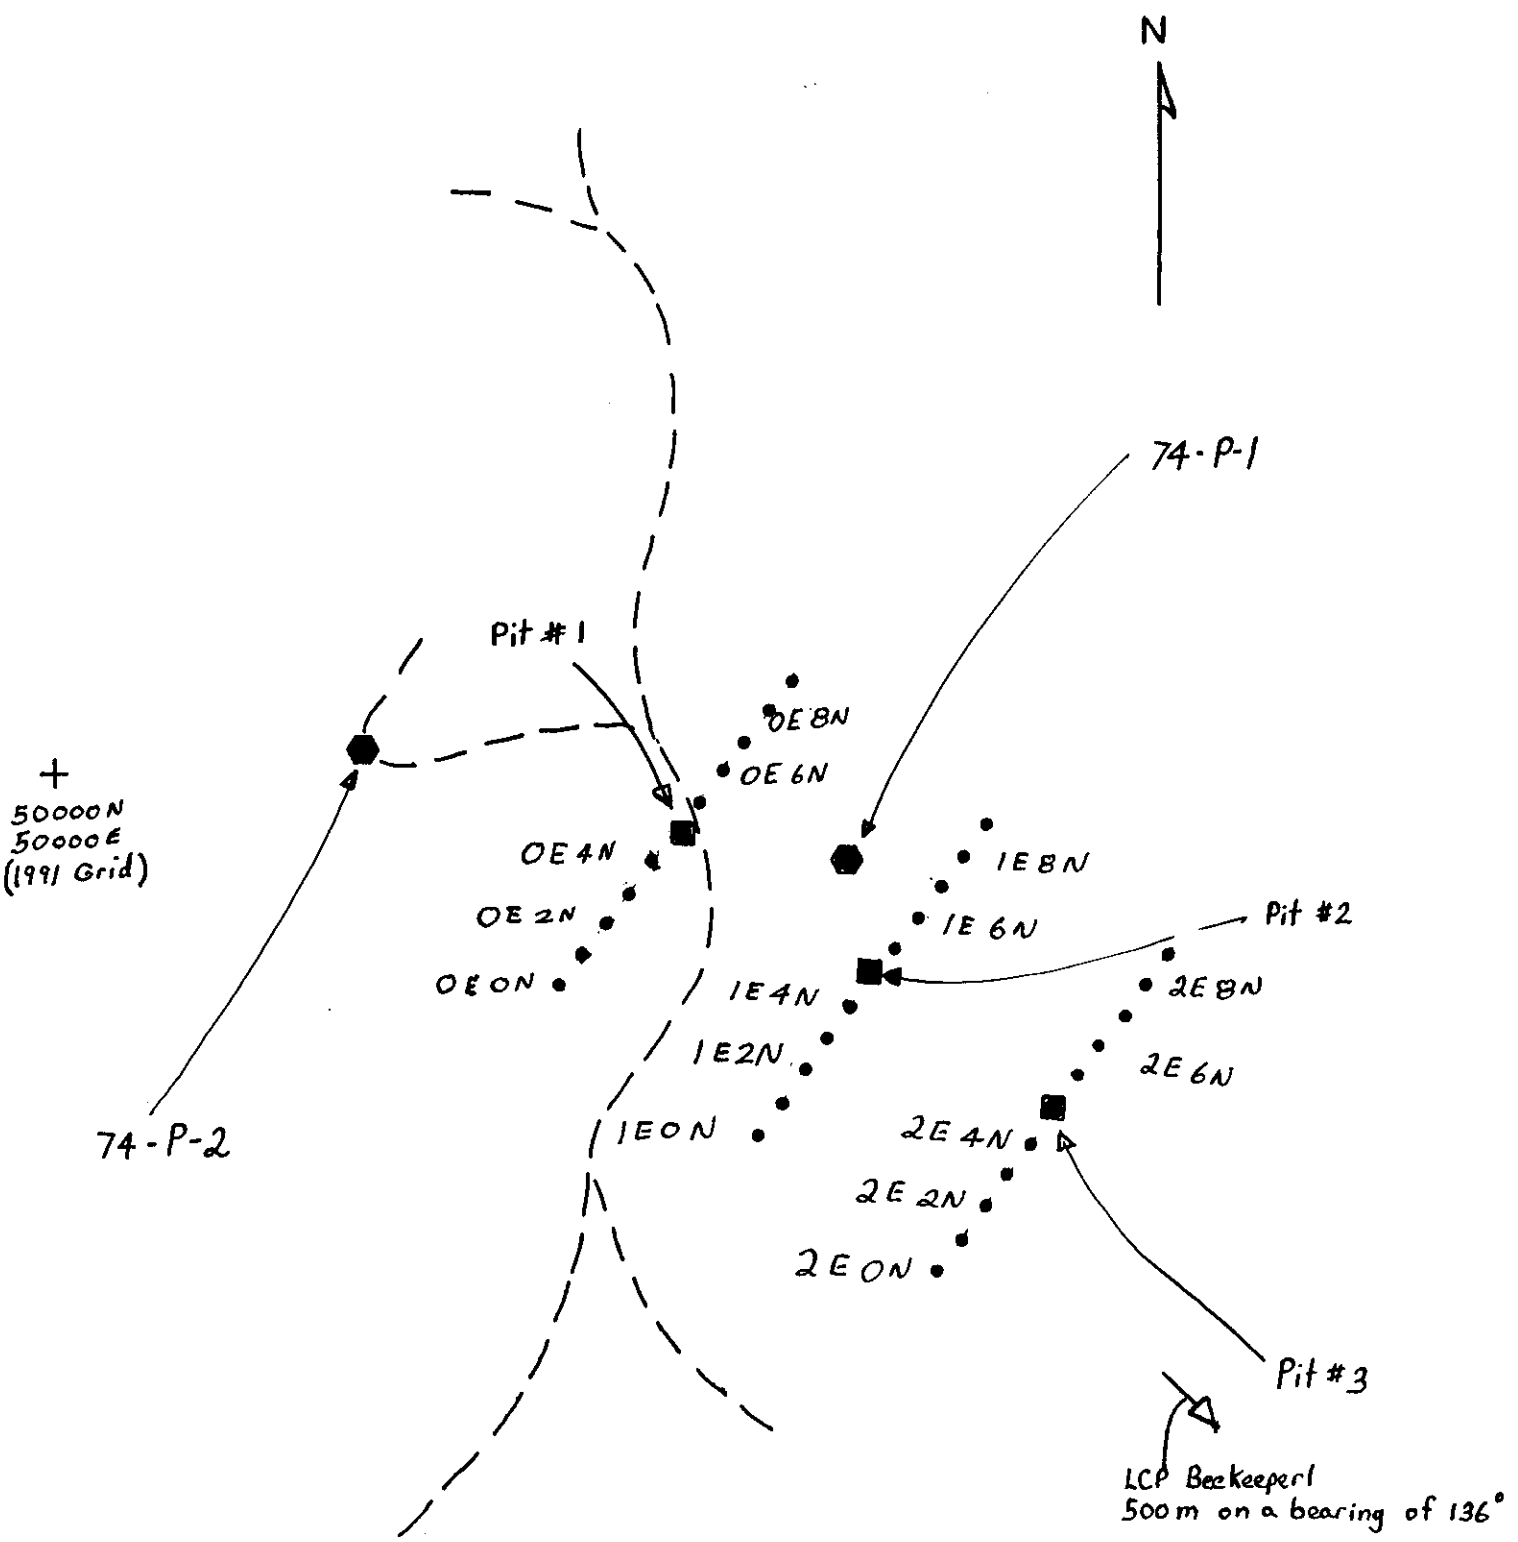 N
74-P-1
Pit #1
0E8N
0E6N
50000N
50000E
(1991 Grid)
0E4N
1E8N
0E2N
1E6N
Pit #2
0E0N
1E4N
2E8N
1E2N
2E6N
74-P-2
1E0N
2E4N
2E2N
2E0N
Pit #3
LCP Beekeeper1
500m on a bearing of 136°